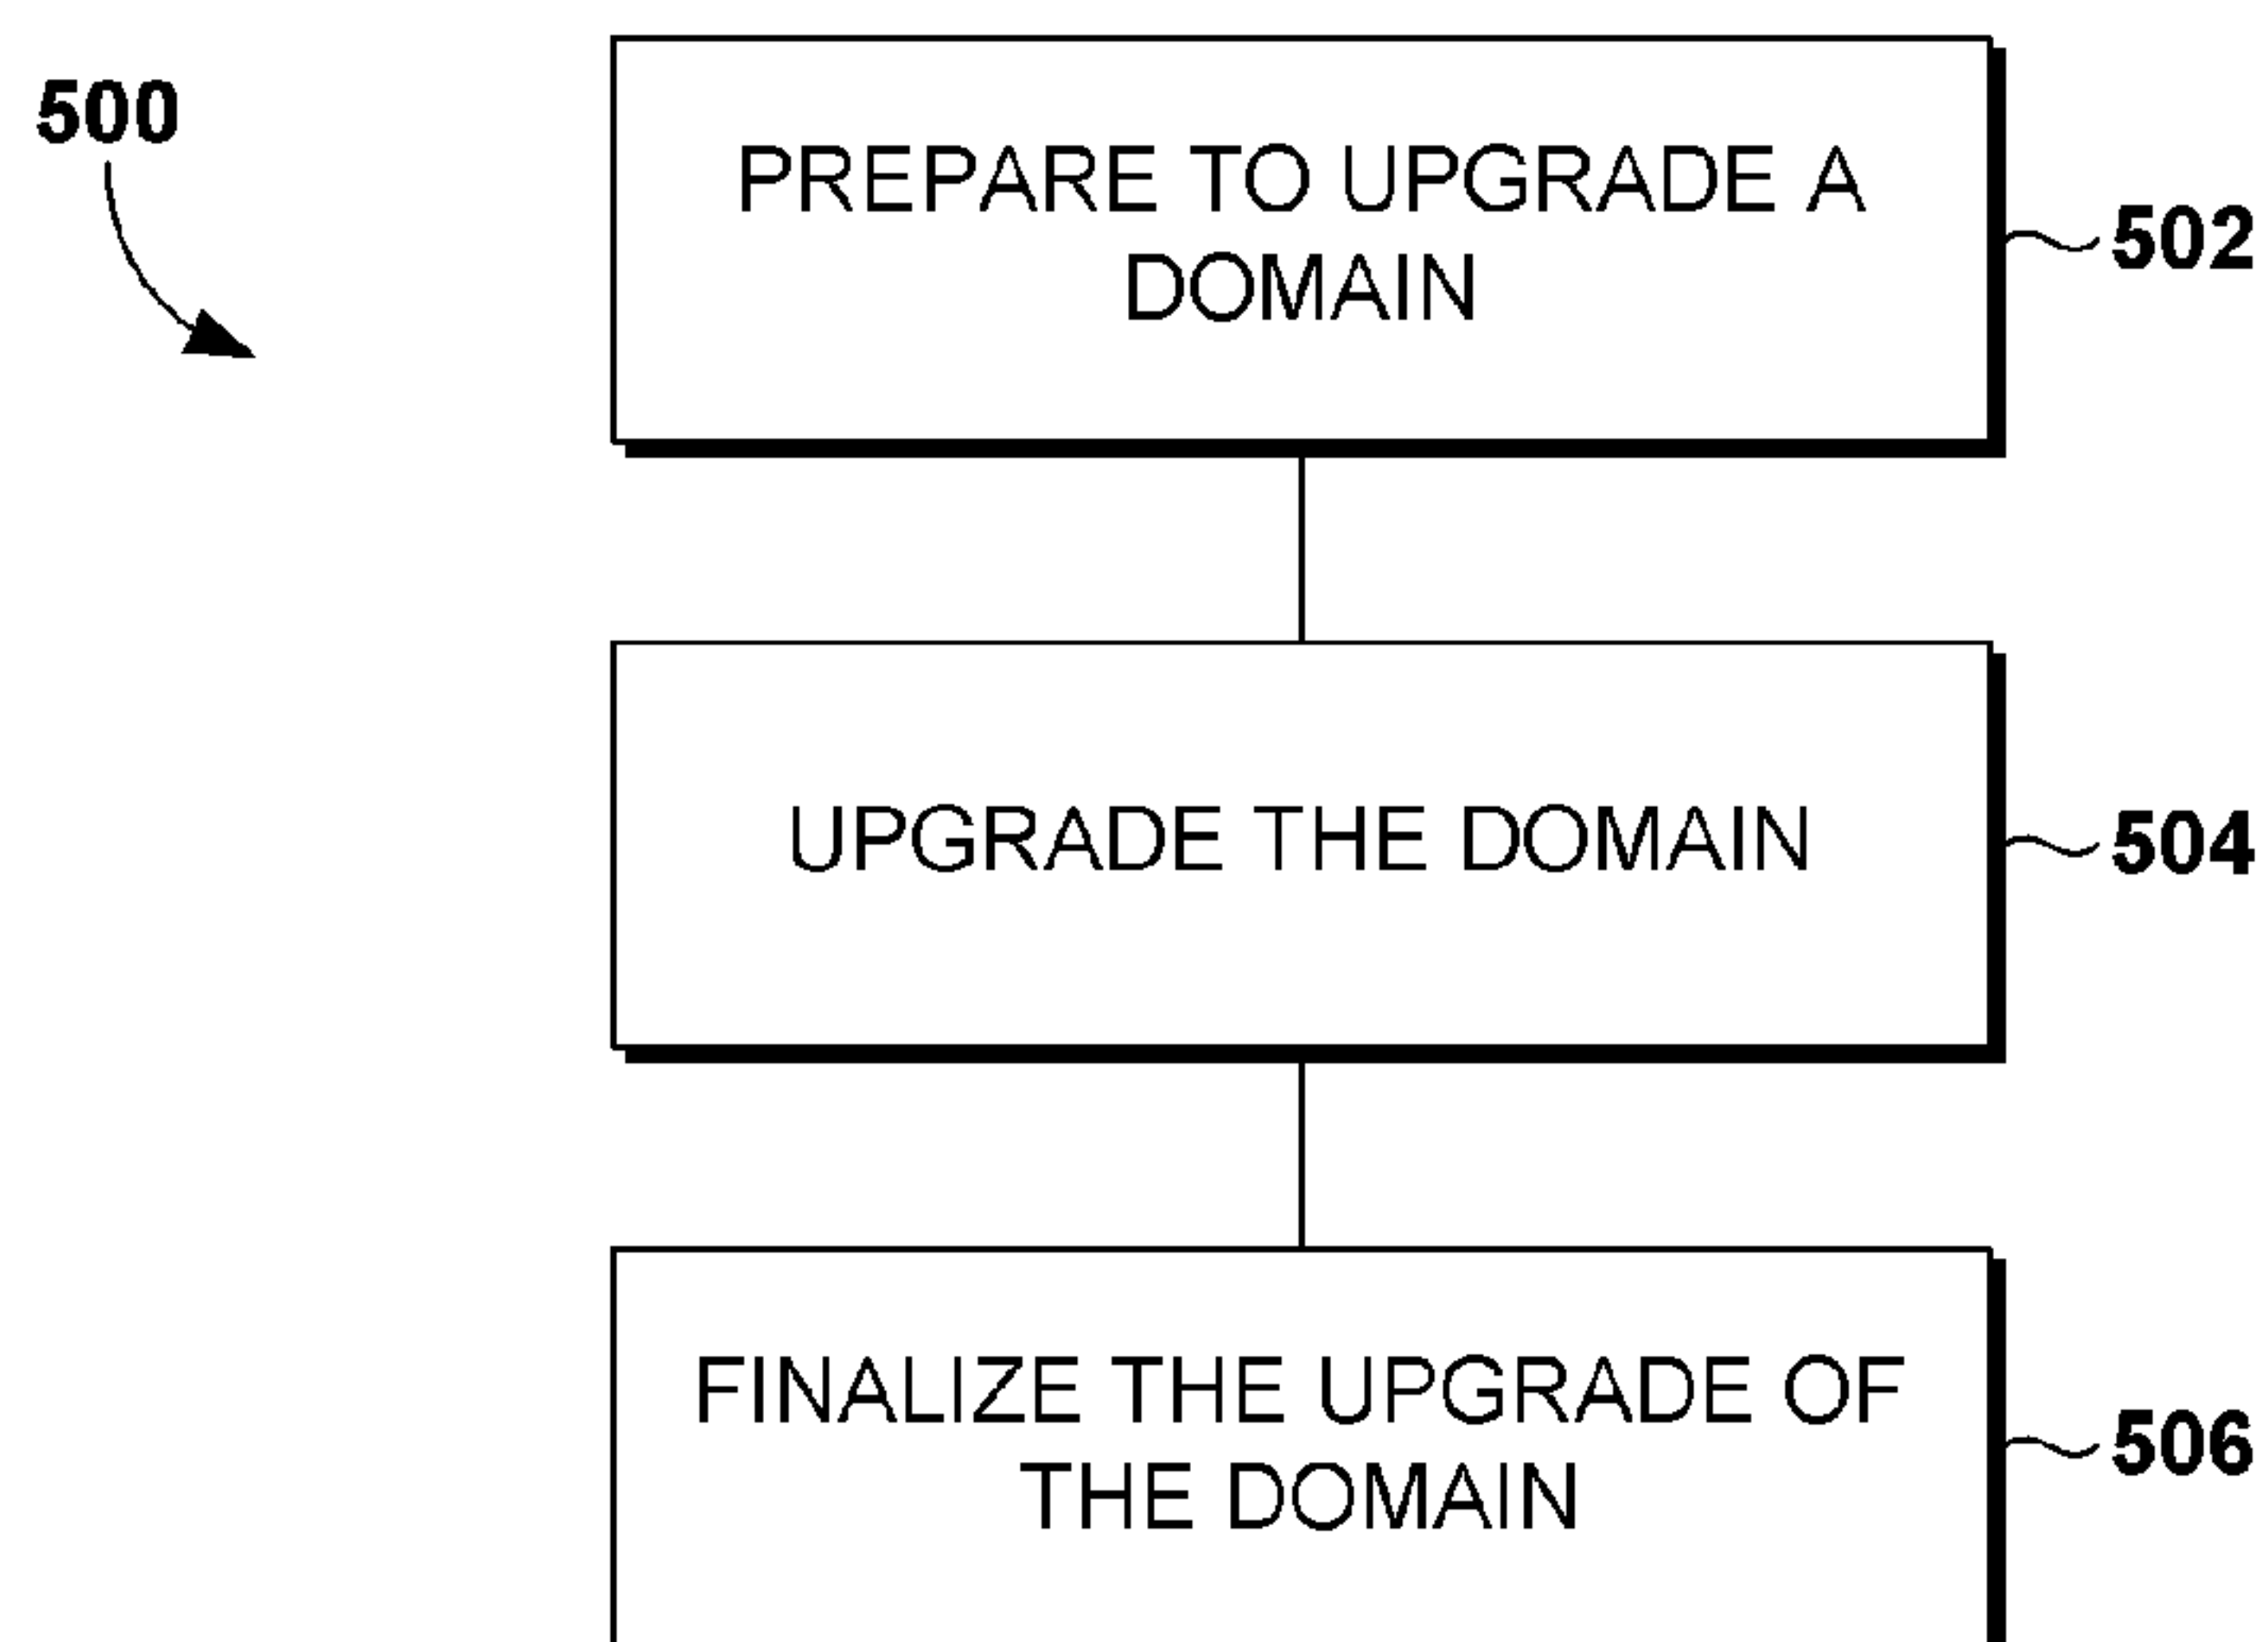 500
PREPARE TO UPGRADE A
DOMAIN
502
UPGRADE THE DOMAIN
504
FINALIZE THE UPGRADE OF
THE DOMAIN
506